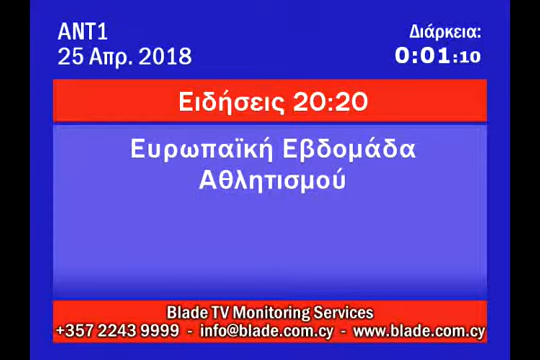 ANT1
Διάρκεια:
25 Απρ. 2018
0:01:10
Ειδήσεις 20:20
Ευρωπαϊκή Εβδομάδα
Αθλητισμού
Blade TV Monitoring Services
+357 2243 9999 - info@blade.com.cy - www.blade.com.cy